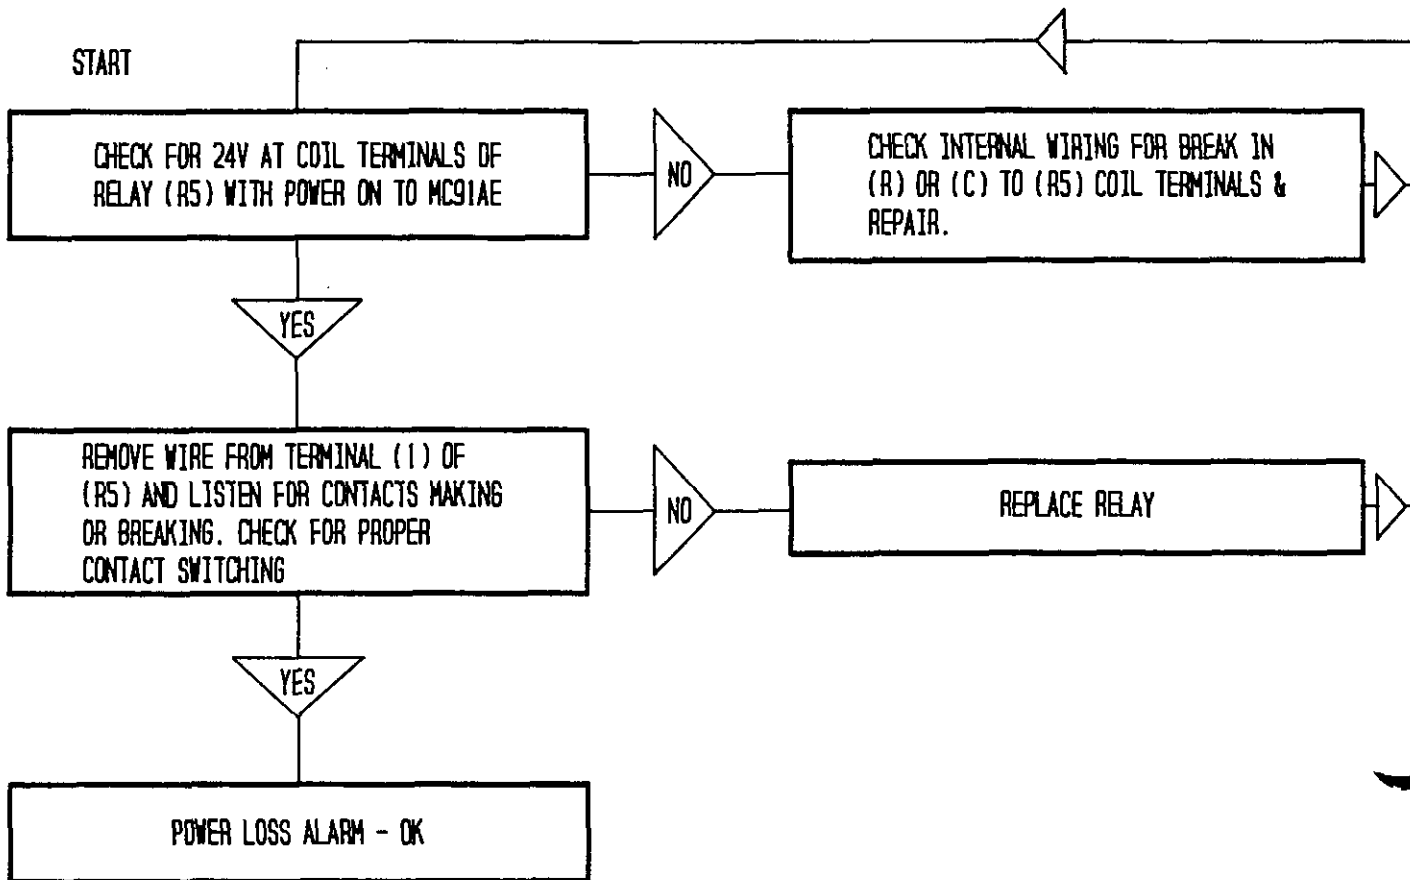 START
CHECK FOR 24V AT COIL TERMINALS OF
RELAY (R5) WITH POWER ON TO MC91AE
NO
CHECK INTERNAL WIRING FOR BREAK IN
(R) OR (C) TO (R5) COIL TERMINALS &
REPAIR.
YES
REMOVE WIRE FROM TERMINAL (1) OF
(R5) AND LISTEN FOR CONTACTS MAKING
OR BREAKING. CHECK FOR PROPER
CONTACT SWITCHING
NO
REPLACE RELAY
YES
POWER LOSS ALARM - OK